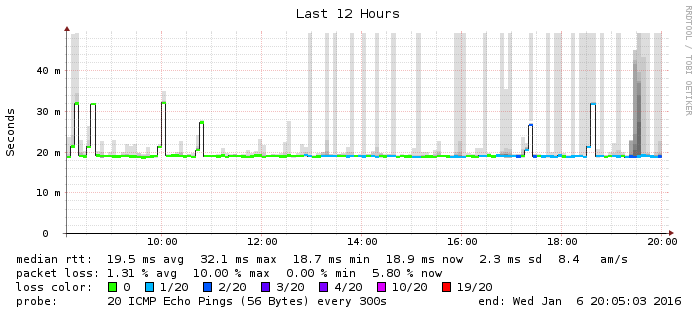 Last 12 Hours
RRDTOOL / TOBI OETIKER
Seconds
40 m
30 m
20 m
10 m
0
10:00 12:00 14:00 16:00 18:00 20:00
median rtt: 19.5 ms avg 32.1 ms max 18.7 ms min 18.9 ms now 2.3 ms sd 8.4 am/s
packet loss: 1.31 % avg 10.00 % max 0.00 % min 5.80 % now
loss color: 0 1/20 2/20 3/20 4/20 10/20 19/20
probe: 20 ICMP Echo Pings (56 Bytes) every 300s end: Wed Jan 6 20:05:03 2016